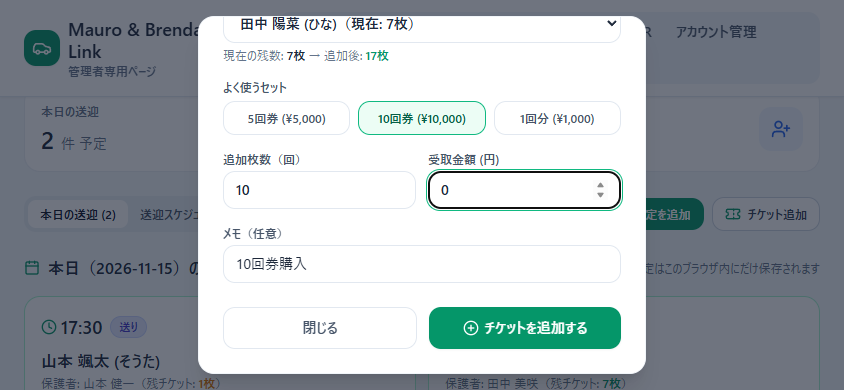 Mauro & Brenda
Link
管理者専用ページ
アカウント管理
本日の送迎
2 件 予定
本日の送迎 (2)
送迎スケジュ
定を追加
チケット追加
本日（2026-11-15）の
定はこのブラウザ内にだけ保存されます
17:30 送り
山本 颯太 (そうた)
保護者: 山本 健一（残チケット: 1枚）
保護者: 田中 美咲（残チケット: 7枚）
田中 陽菜 (ひな)（現在: 7枚）
現在の残数: 7枚 → 追加後: 17枚
よく使うセット
5回券 (¥5,000)
10回券 (¥10,000)
1回分 (¥1,000)
追加枚数（回）
受取金額 (円)
10
0
メモ（任意）
10回券購入
閉じる
チケットを追加する